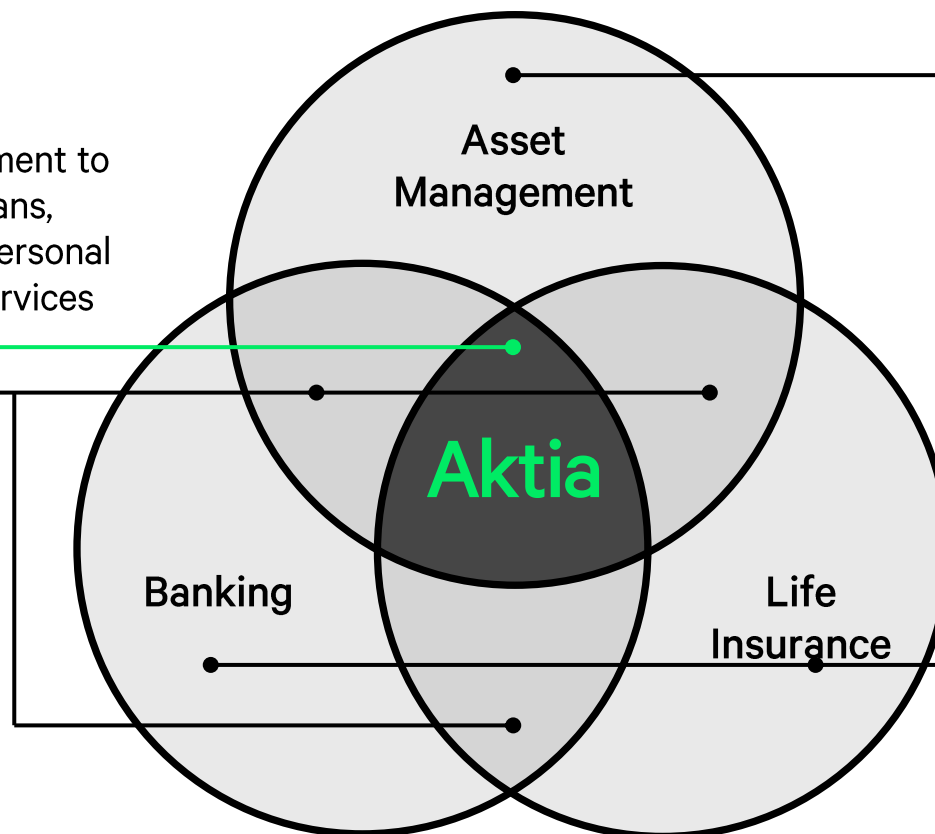 Asset
Management
ment to
ans,
ersonal
rvices
Aktia
Banking
Life
Insurance